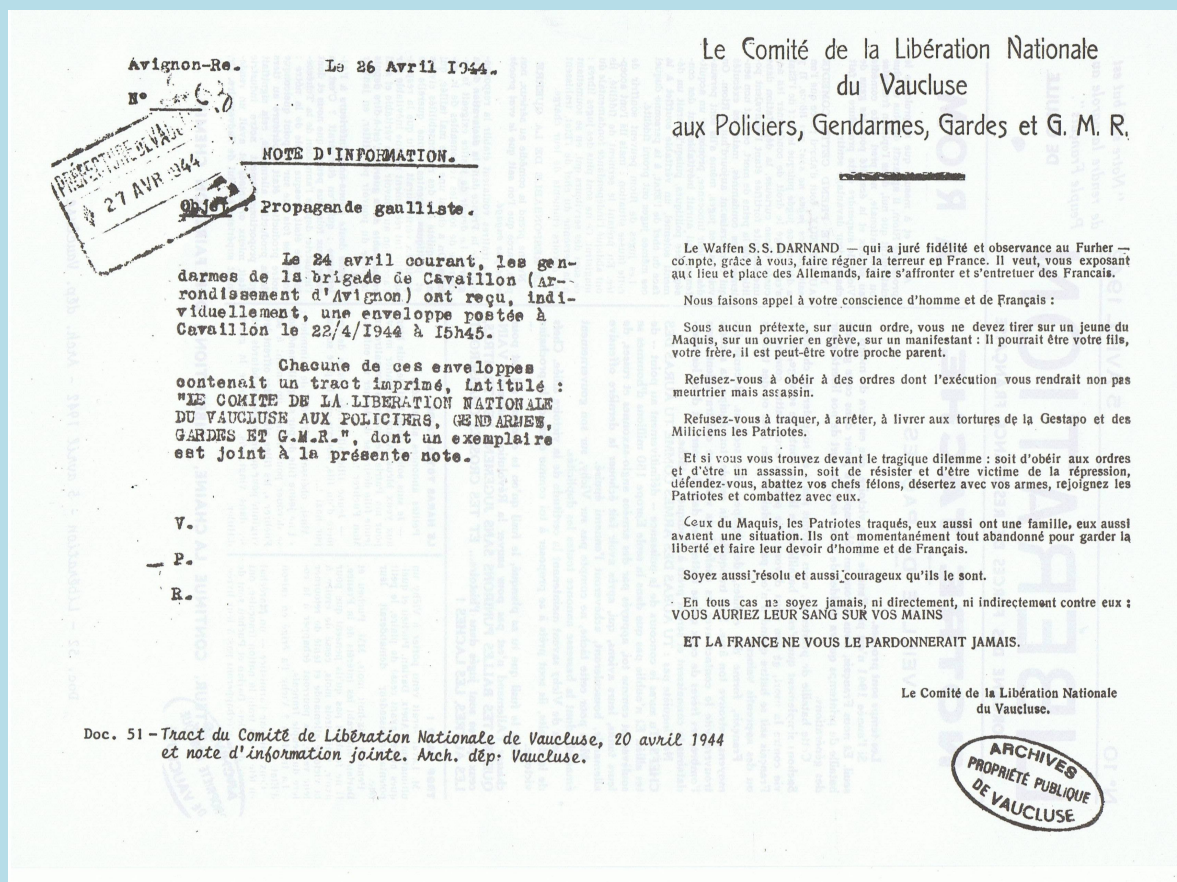 Avignon-Re. Le 26 Avril I944.
N°
PRÉFECTURE DE VAUCLUSE
27 AVR 1944
NOTE D'INFORMATION.
Objet : Propagande gaulliste.
Le 24 avril courant, les gen-
darmes de la brigade de Cavaillon (Ar-
rondissement d'Avignon) ont reçu, indi-
viduellement, une enveloppe postée à
Cavaillon le 22/4/I944 à I5h45.
Chacune de ces enveloppes
contenait un tract imprimé, intitulé :
"LE COMITE DE LA LIBERATION NATIONALE
DU VAUCLUSE AUX POLICIERS, GENDARMES,
GARDES ET G.M.R.", dont un exemplaire
est joint à la présente note.
V.
P.
R.
Le Comité de la Libération Nationale
du Vaucluse
aux Policiers, Gendarmes, Gardes et G. M. R.
Le Waffen S.S. DARNAND — qui a juré fidélité et observance au Furher —
compte, grâce à vous, faire régner la terreur en France. Il veut, vous exposant
au lieu et place des Allemands, faire s'affronter et s'entretuer des Francais.
Nous faisons appel à votre conscience d'homme et de Français :
Sous aucun prétexte, sur aucun ordre, vous ne devez tirer sur un jeune du
Maquis, sur un ouvrier en grève, sur un manifestant : Il pourrait être votre fils,
votre frère, il est peut-être votre proche parent.
Refusez-vous à obéir à des ordres dont l'exécution vous rendrait non pas
meurtrier mais assassin.
Refusez-vous à traquer, à arrêter, à livrer aux tortures de la Gestapo et des
Miliciens les Patriotes.
Et si vous vous trouvez devant le tragique dilemme : soit d'obéir aux ordres
et d'être un assassin, soit de résister et d'être victime de la répression,
défendez-vous, abattez vos chefs félons, désertez avec vos armes, rejoignez les
Patriotes et combattez avec eux.
Ceux du Maquis, les Patriotes traqués, eux aussi ont une famille, eux aussi
avaient une situation. Ils ont momentanément tout abandonné pour garder la
liberté et faire leur devoir d'homme et de Français.
Soyez aussi résolu et aussi courageux qu'ils le sont.
En tous cas ne soyez jamais, ni directement, ni indirectement contre eux :
VOUS AURIEZ LEUR SANG SUR VOS MAINS
ET LA FRANCE NE VOUS LE PARDONNERAIT JAMAIS.
Le Comité de la Libération Nationale
du Vaucluse.
Doc. 51 - Tract du Comité de Libération Nationale de Vaucluse, 20 avril 1944
et note d'information jointe. Arch. dép. Vaucluse.
ARCHIVES
PROPRIÉTÉ PUBLIQUE
DE VAUCLUSE